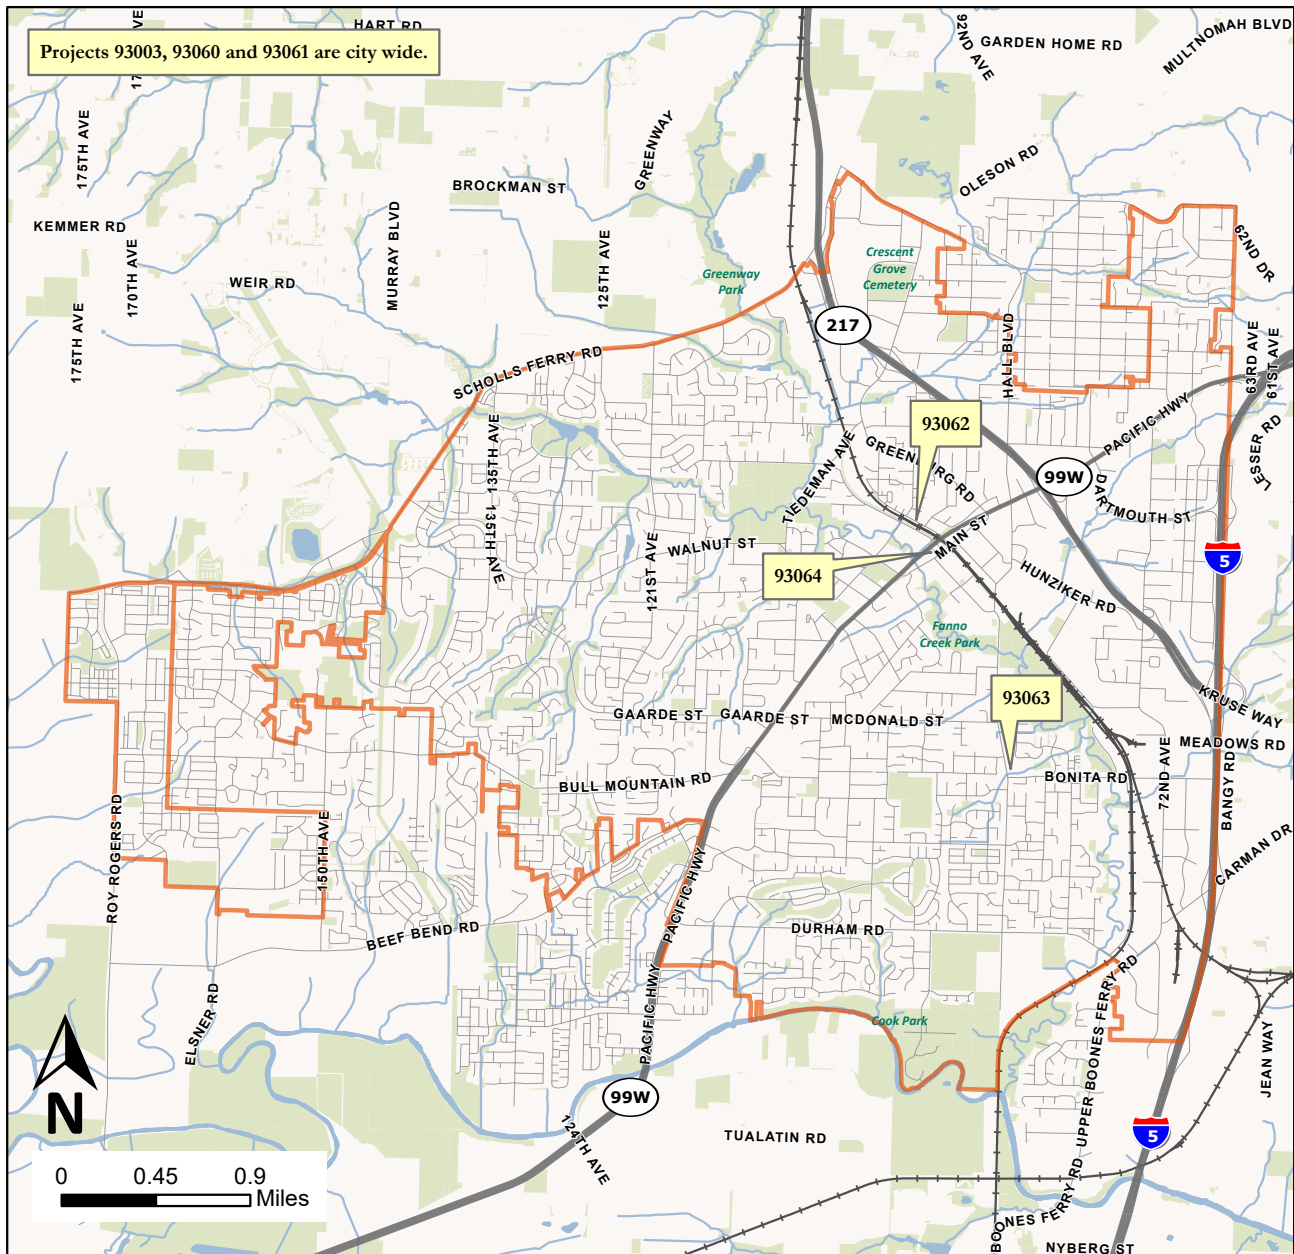 Projects 93003, 93060 and 93061 are city wide.
HART RD
92ND AVE
GARDEN HOME RD
MULTNOMAH BLVD
175TH AVE
GREENWAY
BROCKMAN ST
OLESON RD
KEMMER RD
170TH AVE
MURRAY BLVD
125TH AVE
62ND DR
Crescent
Grove
Cemetery
Greenway
Park
WEIR RD
175TH AVE
217
HALL BLVD
63RD AVE
61ST AVE
SCHOLLS FERRY RD
PACIFIC HWY
93062
LESSER RD
135TH AVE
TIEDEMAN AVE
GREENBURG RD
99W
DARTMOUTH ST
135TH AVE
WALNUT ST
MAIN ST
5
121ST AVE
93064
HUNZIKER RD
Fanno
Creek Park
93063
KRUSE WAY
GAARDE ST
GAARDE ST
MCDONALD ST
MEADOWS RD
72ND AVE
BULL MOUNTAIN RD
BONITA RD
BANGY RD
ROY ROGERS RD
150TH AVE
CARMAN DR
PACIFIC HWY
BEEF BEND RD
DURHAM RD
ELSNER RD
PACIFIC HWY
UPPER BOONES FERRY RD
Cook Park
JEAN WAY
N
99W
124TH AVE
TUALATIN RD
5
0 0.45 0.9
Miles
BOONES FERRY RD
NYBERG ST